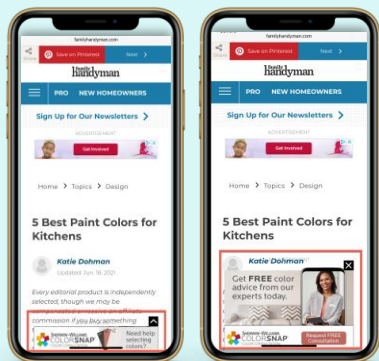 familyhandyman.com
Share
Save on Pinterest
Next >
family
handyman
PRO NEW HOMEOWNERS
Sign Up for Our Newsletters >
ADVERTISEMENT
Get Involved
Home > Topics > Design
5 Best Paint Colors for
Kitchens
Katie Dohman
Updated Jun. 16, 2021
Every editorial product is independently
selected, though we may be
compensated or receive an affiliate
commission if you buy something
SHERWIN-WILLIAMS
COLORSNAP
Need help
selecting
colors?
familyhandyman.com
Share
Save on Pinterest
Next >
family
handyman
PRO NEW HOMEOWNERS
Sign Up for Our Newsletters >
ADVERTISEMENT
Get Involved
Home > Topics > Design
5 Best Paint Colors for
Kitchens
Katie Dohman
Get FREE color
advice from our
experts today.
SHERWIN-WILLIAMS
COLORSNAP
Request FREE
Consultation